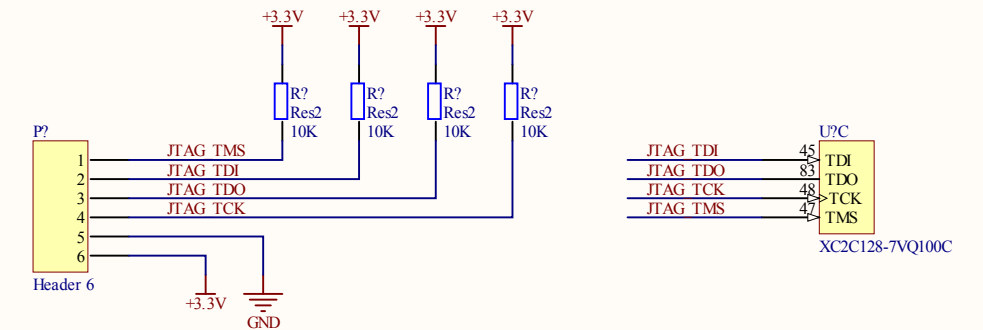 +3.3V +3.3V +3.3V +3.3V
R? R? R? R?
Res2 Res2 Res2 Res2
10K 10K 10K 10K
P? U?C
1 JTAG TMS JTAG TDI 45 TDI
2 JTAG TDI JTAG TDO 83 TDO
3 JTAG TDO JTAG TCK 48 TCK
4 JTAG TCK JTAG TMS 47 TMS
5
6
XC2C128-7VQ100C
Header 6
+3.3V
GND